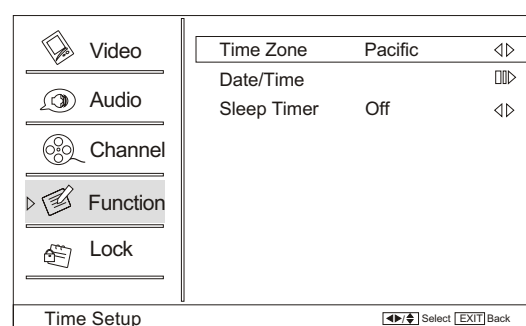 Video
Audio
Channel
Function
Lock
Time Zone Pacific
Date/Time
Sleep Timer Off
Time Setup Select EXIT Back